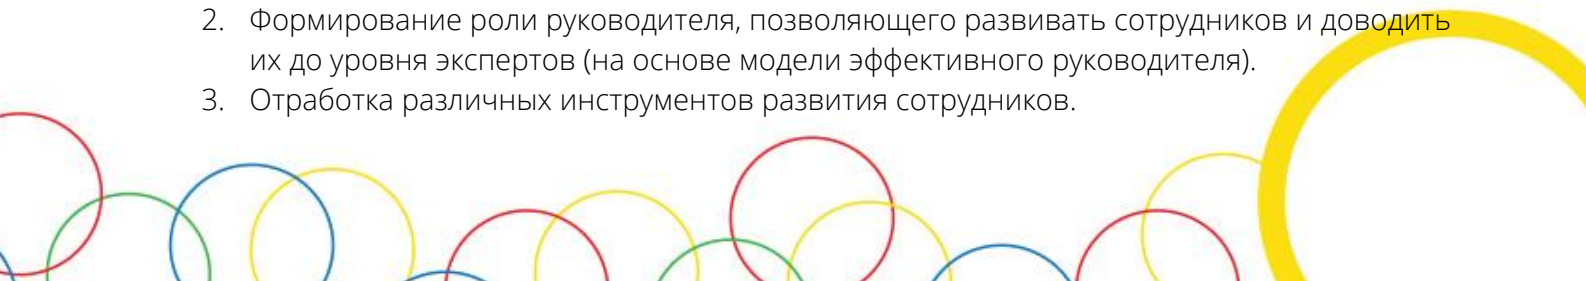 2. Формирование роли руководителя, позволяющего развивать сотрудников и доводить
их до уровня экспертов (на основе модели эффективного руководителя).
3. Отработка различных инструментов развития сотрудников.